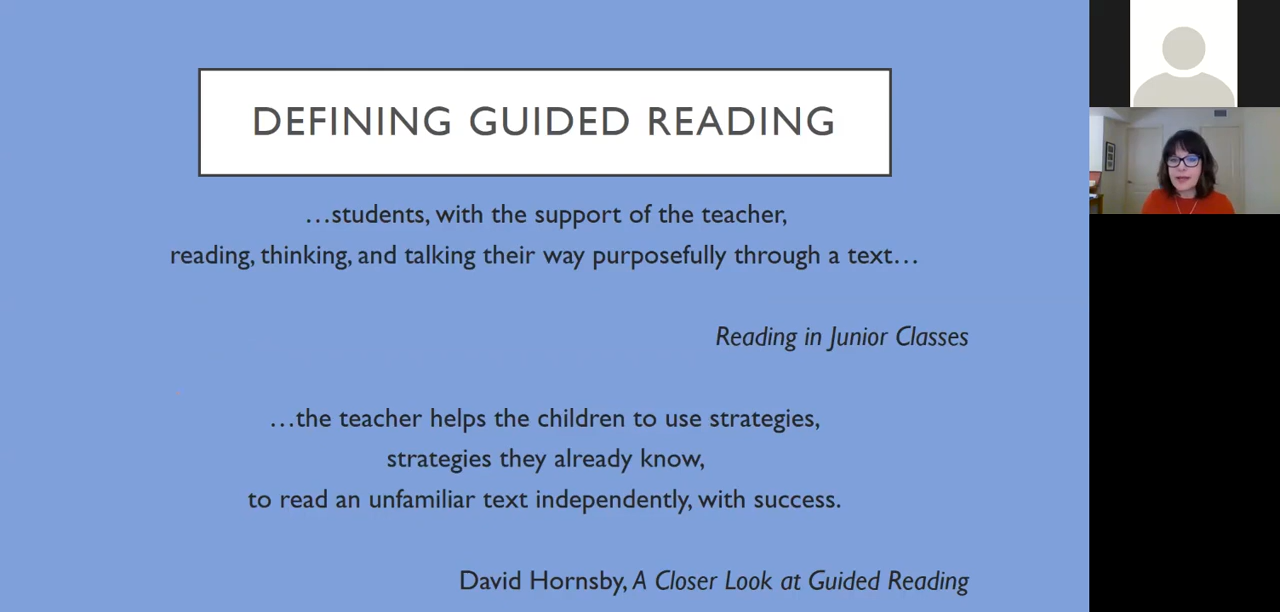 DEFINING GUIDED READING
…students, with the support of the teacher,
reading, thinking, and talking their way purposefully through a text…
Reading in Junior Classes
…the teacher helps the children to use strategies,
strategies they already know,
to read an unfamiliar text independently, with success.
David Hornsby, A Closer Look at Guided Reading